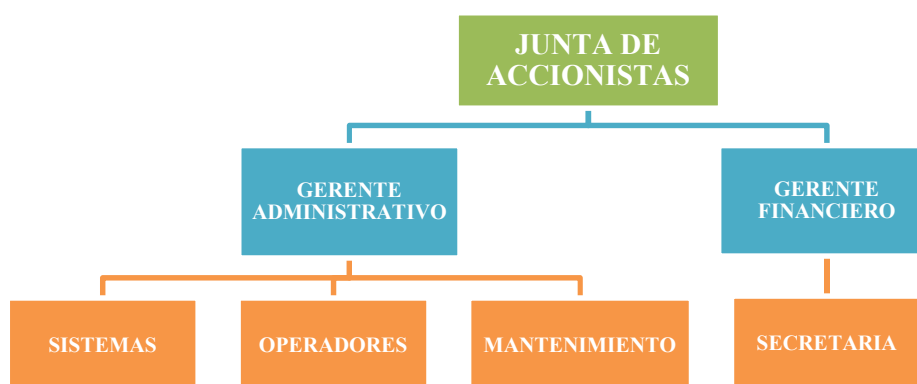 JUNTA DE
ACCIONISTAS
GERENTE
ADMINISTRATIVO
GERENTE
FINANCIERO
SISTEMAS
OPERADORES
MANTENIMIENTO
SECRETARIA